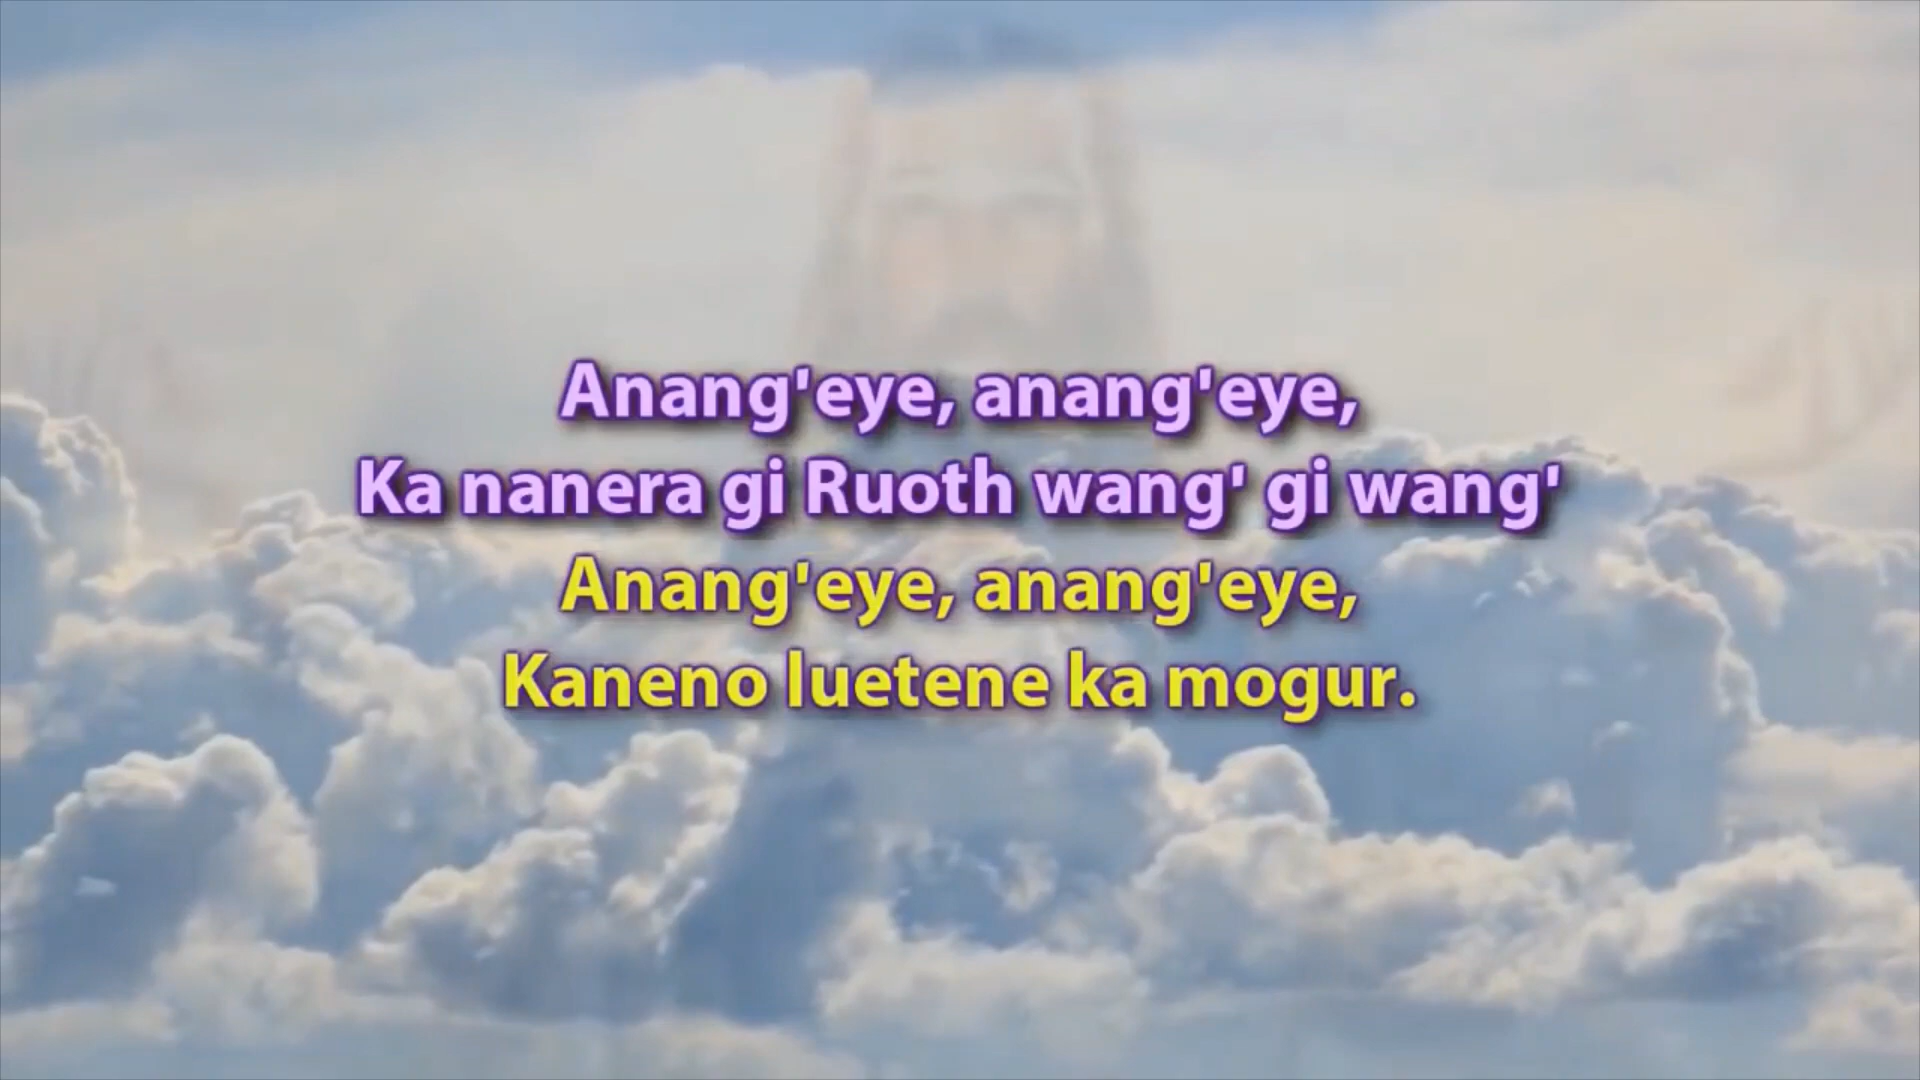 Anang'eye, anang'eye,
Ka nanera gi Ruoth wang' gi wang'
Anang'eye, anang'eye,
Kaneno luetene ka mogur.